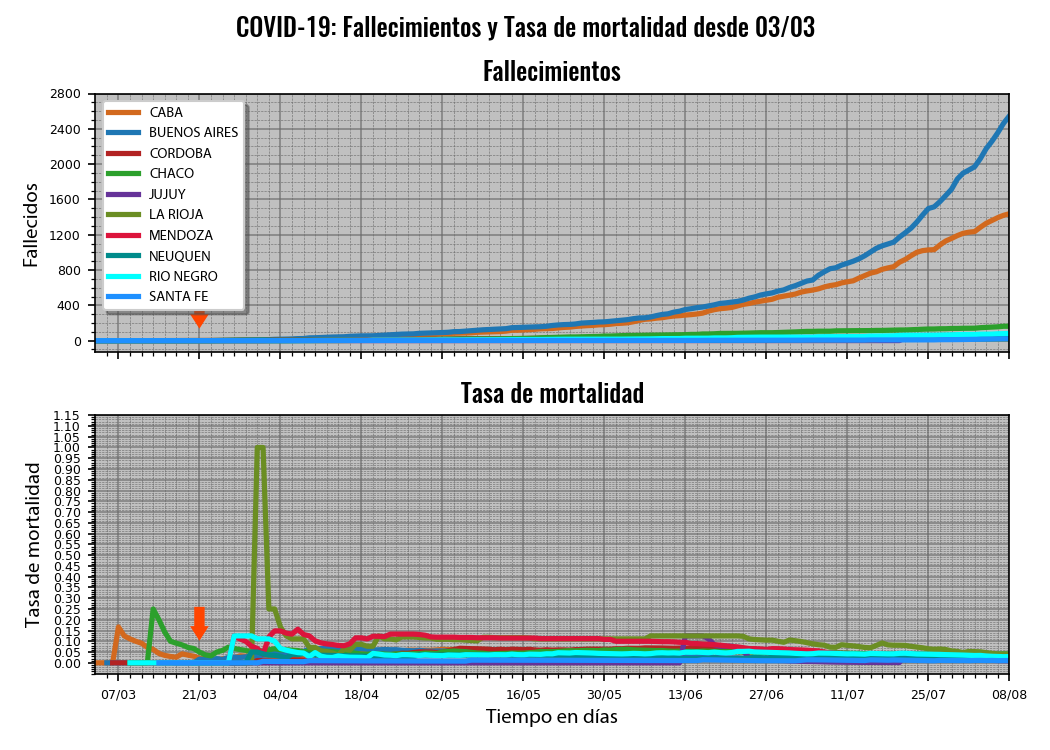 COVID-19: Fallecimientos y Tasa de mortalidad desde 03/03
Fallecimientos
2800
2400
2000
1600
1200
800
400
0
Fallecidos
CABA
BUENOS AIRES
CORDOBA
CHACO
JUJUY
LA RIOJA
MENDOZA
NEUQUEN
RIO NEGRO
SANTA FE
Tasa de mortalidad
1.15
1.10
1.05
1.00
0.95
0.90
0.85
0.80
0.75
0.70
0.65
0.60
0.55
0.50
0.45
0.40
0.35
0.30
0.25
0.20
0.15
0.10
0.05
0.00
Tasa de mortalidad
07/03 21/03 04/04 18/04 02/05 16/05 30/05 13/06 27/06 11/07 25/07 08/08
Tiempo en días